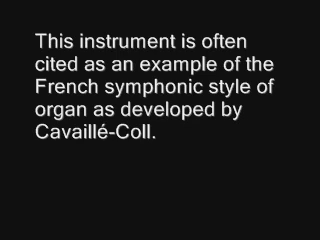 This instrument is often
cited as an example of the
French symphonic style of
organ as developed by
Cavaillé-Coll.